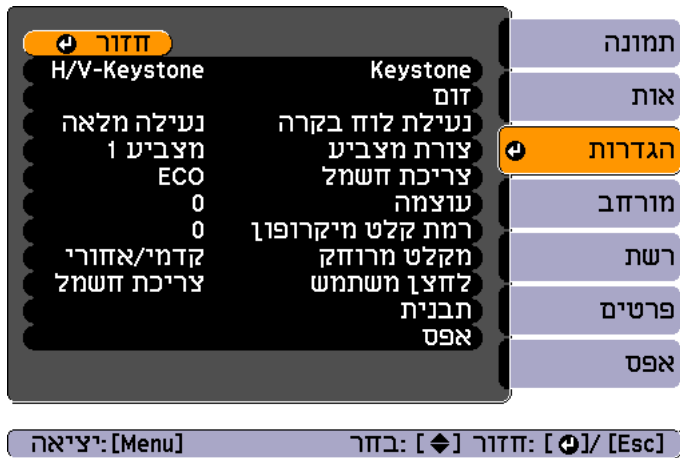 תמונה
אות
הגדרות
מורחב
רשת
פרטים
אפס
חזור
Keystone H/V-Keystone
זום
נעילת לוח בקרה נעילה מלאה
צורת מצביע מצביע 1
צריכת חשמל ECO
עוצמה 0
רמת קלט מיקרופון 0
מקלט מרוחק קדמי/אחורי
לחצן משתמש צריכת חשמל
תבנית
אפס
[Esc] /[ ]: חזור [ ]: בחר [Menu]: יציאה